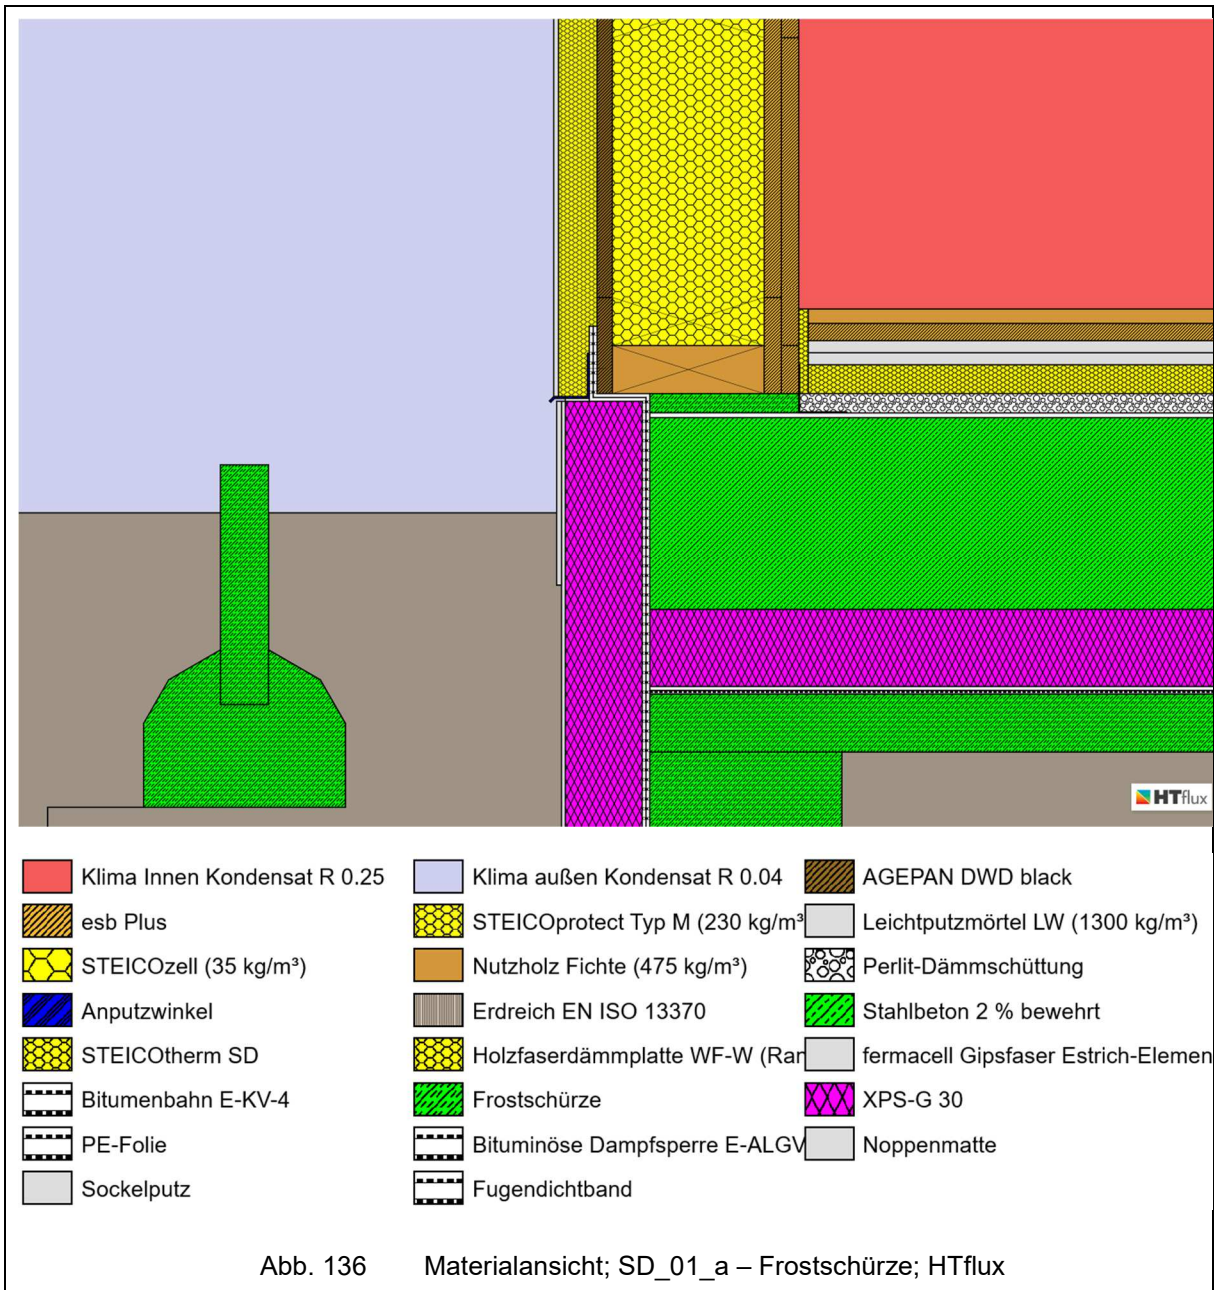 HTflux
Klima Innen Kondensat R 0.25
Klima außen Kondensat R 0.04
AGEPAN DWD black
esb Plus
STEICOprotect Typ M (230 kg/m³
Leichtputzmörtel LW (1300 kg/m³)
STEICOzell (35 kg/m³)
Nutzholz Fichte (475 kg/m³)
Perlit-Dämmschüttung
Anputzwinkel
Erdreich EN ISO 13370
Stahlbeton 2 % bewehrt
STEICOtherm SD
Holzfaserdämmplatte WF-W (Rar
fermacell Gipsfaser Estrich-Elemen
Bitumenbahn E-KV-4
Frostschürze
XPS-G 30
PE-Folie
Bituminöse Dampfsperre E-ALGV
Noppenmatte
Sockelputz
Fugendichtband
Abb. 136 Materialansicht; SD_01_a – Frostschürze; HTflux